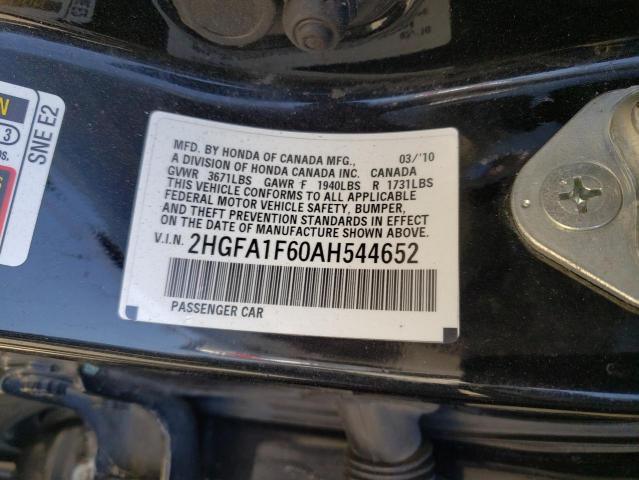 MFD. BY HONDA OF CANADA MFG., 03/'10
A DIVISION OF HONDA CANADA INC. CANADA
GVWR 3671LBS GAWR F 1940LBS R 1731LBS
THIS VEHICLE CONFORMS TO ALL APPLICABLE
FEDERAL MOTOR VEHICLE SAFETY, BUMPER,
AND THEFT PREVENTION STANDARDS IN EFFECT
ON THE DATE OF MANUFACTURE SHOWN ABOVE.
V.I.N. 2HGFA1F60AH544652
PASSENGER CAR
SNE E2
N
3
OS.